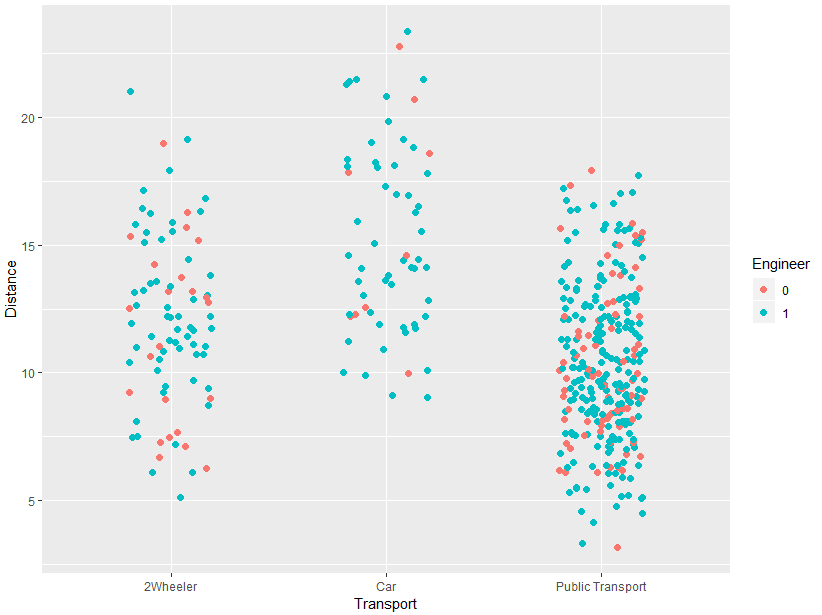 20
15
10
5
Distance
2Wheeler
Car
Public Transport
Transport
Engineer
0
1